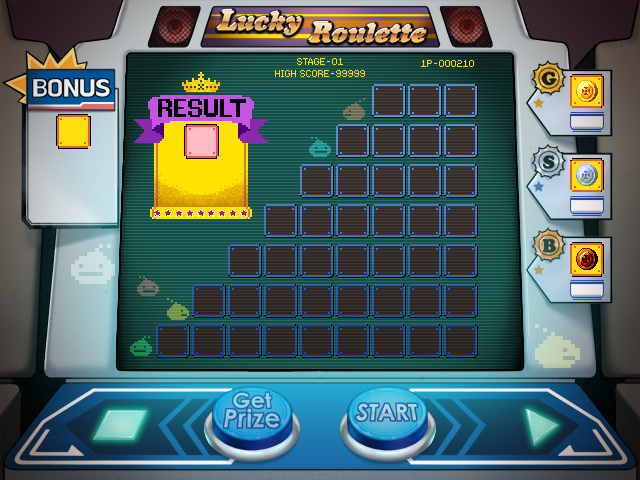 Lucky Roulette
STAGE-01
HIGH SCORE-99999
1P-000210
BONUS
RESULT
G
S
B
Get
Prize
START